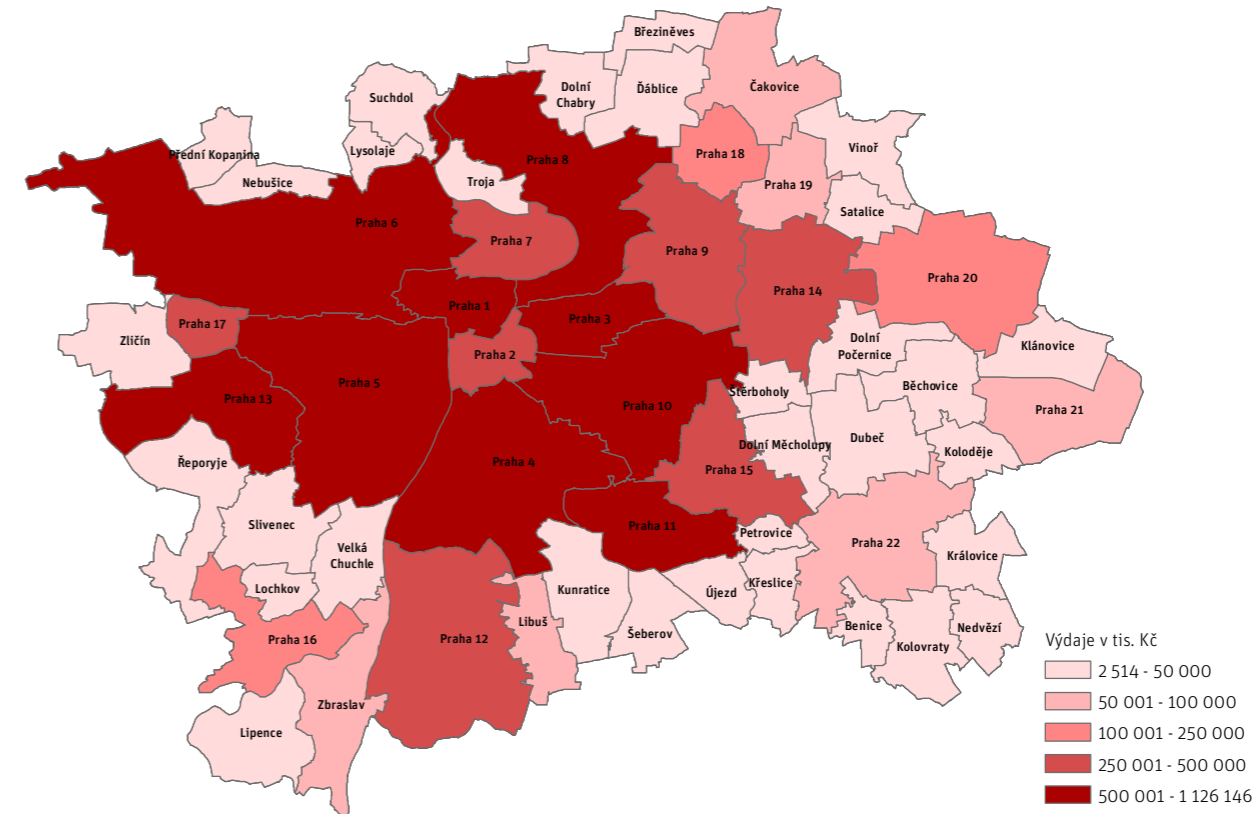 Březiněves
Dolní
Chabry
Ďáblice
Čakovice
Suchdol
Přední Kopanina
Lysolaje
Nebušice
Praha 8
Praha 18
Vinoř
Troja
Praha 19
Satalice
Praha 6
Praha 7
Praha 9
Praha 20
Praha 14
Praha 1
Praha 3
Praha 17
Zličín
Praha 2
Dolní
Počernice
Klánovice
Praha 5
Praha 13
Běchovice
Štěrboholy
Praha 10
Praha 21
Dolní Měcholupy
Dubeč
Koloděje
Řeporyje
Praha 4
Praha 15
Slivenec
Praha 11
Petrovice
Praha 22
Velká
Chuchle
Královice
Lochkov
Kunratice
Újezd
Křeslice
Praha 16
Praha 12
Libuš
Šeberov
Benice
Kolovraty
Nedvězí
Zbraslav
Lipence
Výdaje v tis. Kč
2 514 - 50 000
50 001 - 100 000
100 001 - 250 000
250 001 - 500 000
500 001 - 1 126 146